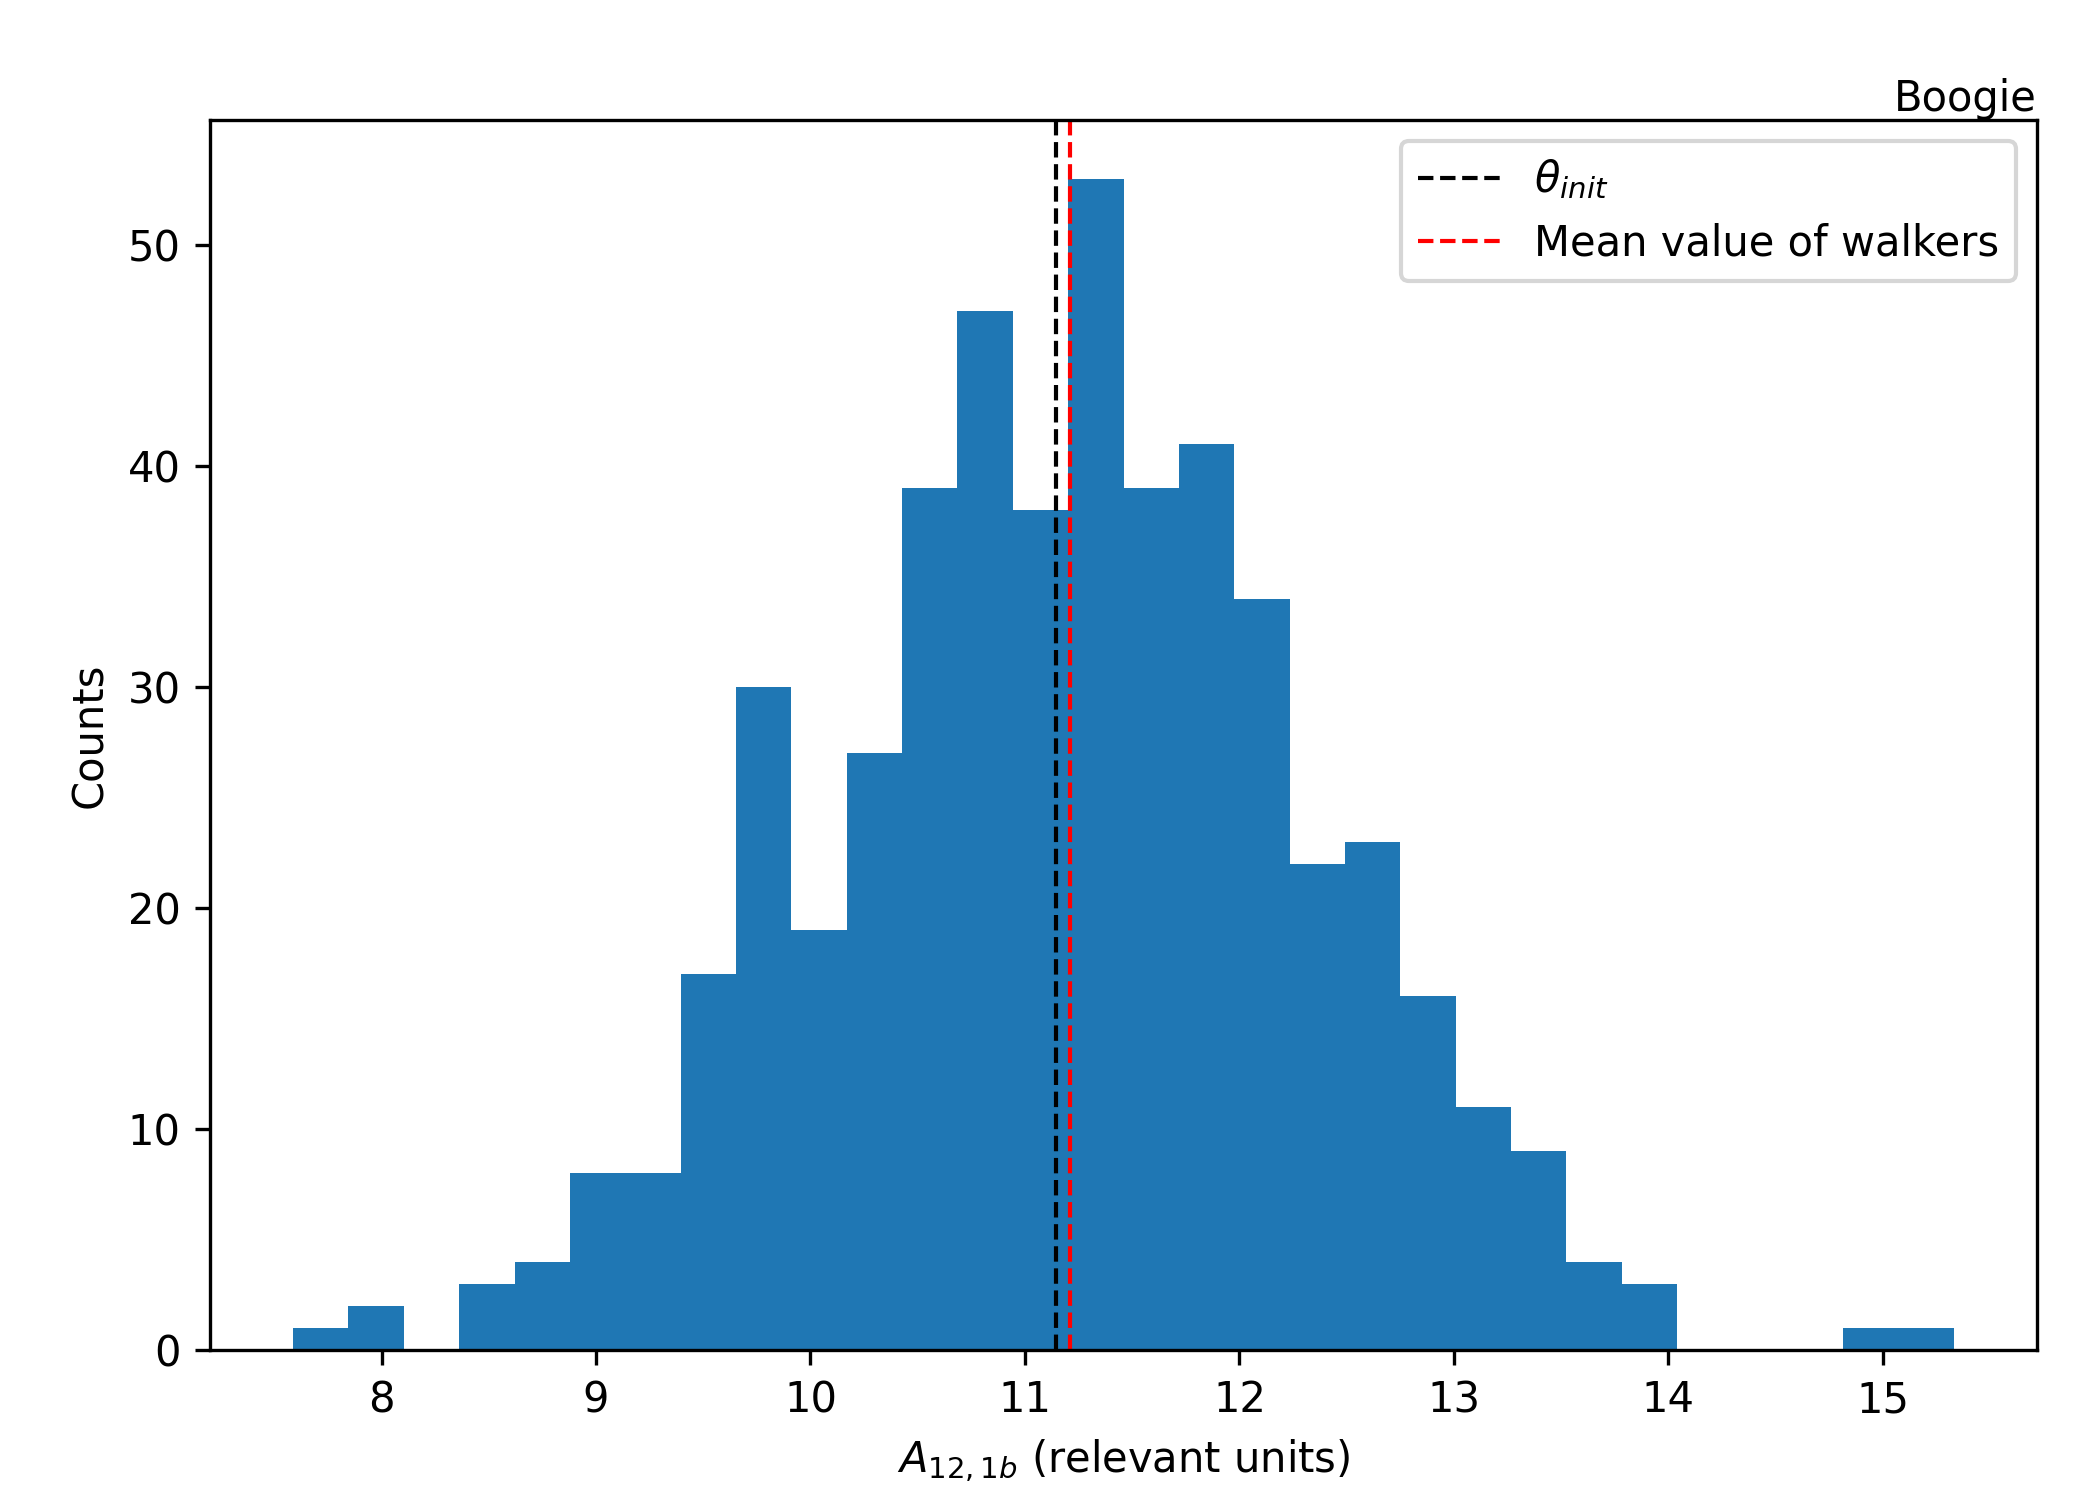 Boogie
θ_init
Mean value of walkers
50
40
30
20
10
0
Counts
8 9 10 11 12 13 14 15
A_12,1b (relevant units)